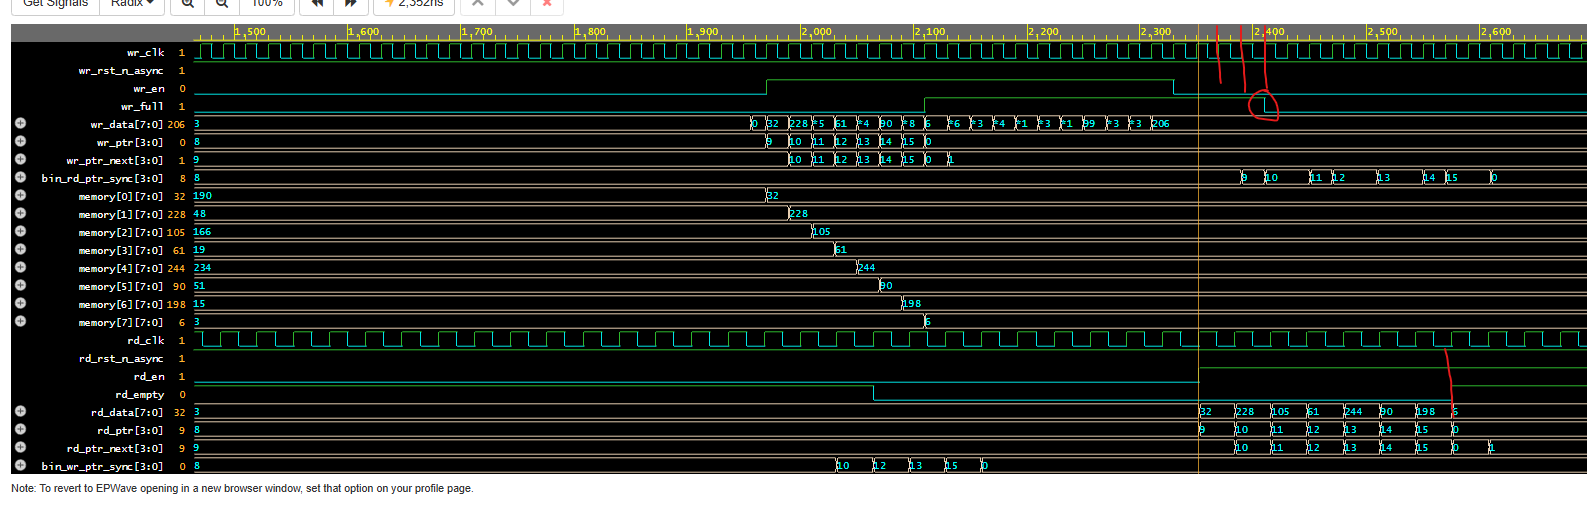 Get Signals Radix 100% 2,352ns
1,500 1,600 1,700 1,800 1,900 2,000 2,100 2,200 2,300 2,400 2,500 2,600
wr_clk 1
wr_rst_n_async 1
wr_en 0
wr_full 1
wr_data[7:0] 206 3 0 32 228 *5 61 *4 90 *8 6 *6 *3 *4 *1 *3 *1 99 *3 *3 206
wr_ptr[3:0] 0 8 9 10 11 12 13 14 15 0
wr_ptr_next[3:0] 1 9 10 11 12 13 14 15 0 1
bin_rd_ptr_sync[3:0] 8 8 9 10 11 12 13 14 15 0
memory[0][7:0] 32 190 32
memory[1][7:0] 228 48 228
memory[2][7:0] 105 166 105
memory[3][7:0] 61 19 61
memory[4][7:0] 244 234 244
memory[5][7:0] 90 51 90
memory[6][7:0] 198 15 198
memory[7][7:0] 6 3 6
rd_clk 1
rd_rst_n_async 1
rd_en 1
rd_empty 0
rd_data[7:0] 32 3 32 228 105 61 244 90 198 6
rd_ptr[3:0] 9 8 9 10 11 12 13 14 15 0
rd_ptr_next[3:0] 9 9 10 11 12 13 14 15 0 1
bin_wr_ptr_sync[3:0] 0 8 10 12 13 15 0
Note: To revert to EPWave opening in a new browser window, set that option on your profile page.